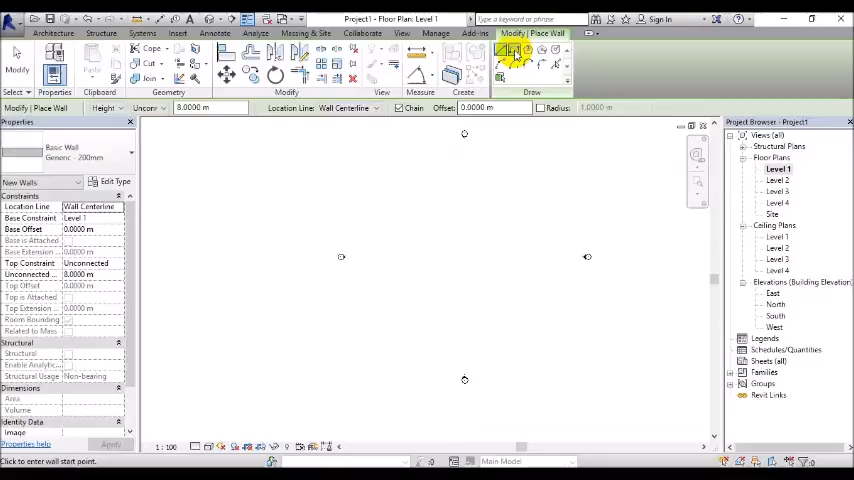 Project1 - Floor Plan: Level 1
Type a keyword or phrase
Sign In
Architecture Structure Systems Insert Annotate Analyze Massing & Site Collaborate View Manage Add-Ins Modify | Place Wall
Modify
Cope
Cut
Join
Select Properties Geometry Modify View Measure Create Draw
Modify | Place Wall Height Uncon 8.0000 m Location Line: Wall Centerline Chain Offset: 0.0000 m Radius: 1.0000 m
Properties
Basic Wall
Generic - 200mm
New Walls Edit Type
Constraints
Location Line Wall Centerline
Base Constraint Level 1
Base Offset 0.0000 m
Base is Attached
Base Extension ...
Top Constraint Unconnected
Unconnected ... 8.0000 m
Top Offset 0.0000 m
Top is Attached
Top Extension ... 0.0000 m
Room Bounding
Related to Mass
Structural
Structural
Enable Analytic...
Structural Usage Non-bearing
Dimensions
Area
Volume
Identity Data
Image
Properties help Apply
Project Browser - Project1
Views (all)
Structural Plans
Floor Plans
Level 1
Level 2
Level 3
Level 4
Site
Ceiling Plans
Level 1
Level 2
Level 3
Level 4
Elevations (Building Elevation)
East
North
South
West
Legends
Schedules/Quantities
Sheets (all)
Families
Groups
Revit Links
1 : 100
Click to enter wall start point.
:0
Main Model
:0